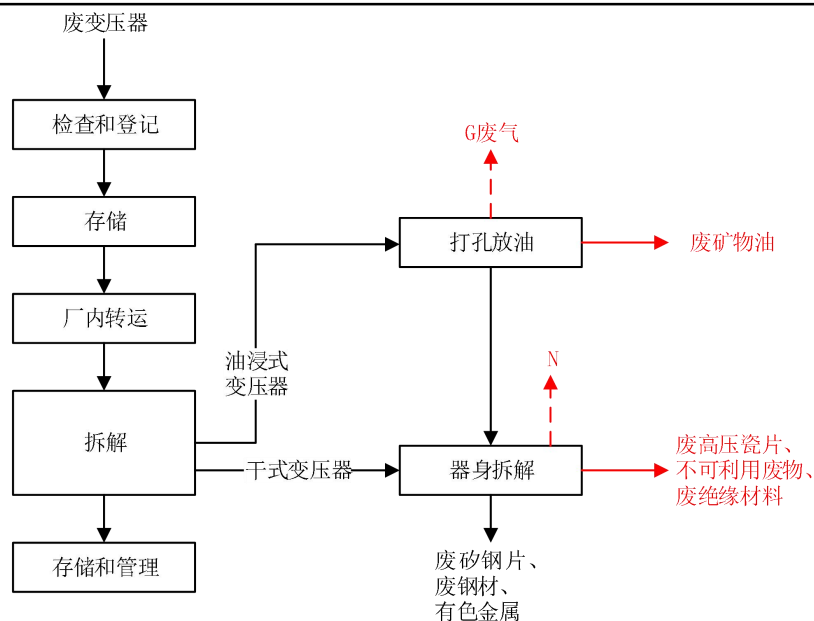 废变压器
检查和登记
存储
厂内转运
拆解
存储和管理
油浸式
变压器
干式变压器
G废气
打孔放油
废矿物油
N
器身拆解
废高压瓷片、
不可利用废物、
废绝缘材料
废矽钢片、
废钢材、
有色金属